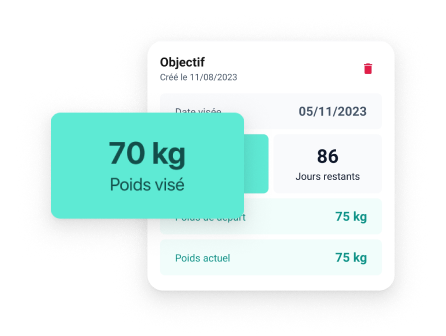 Objectif
Créé le 11/08/2023
Date visée
05/11/2023
70 kg
Poids visé
86
Jours restants
Poids de départ
75 kg
Poids actuel
75 kg